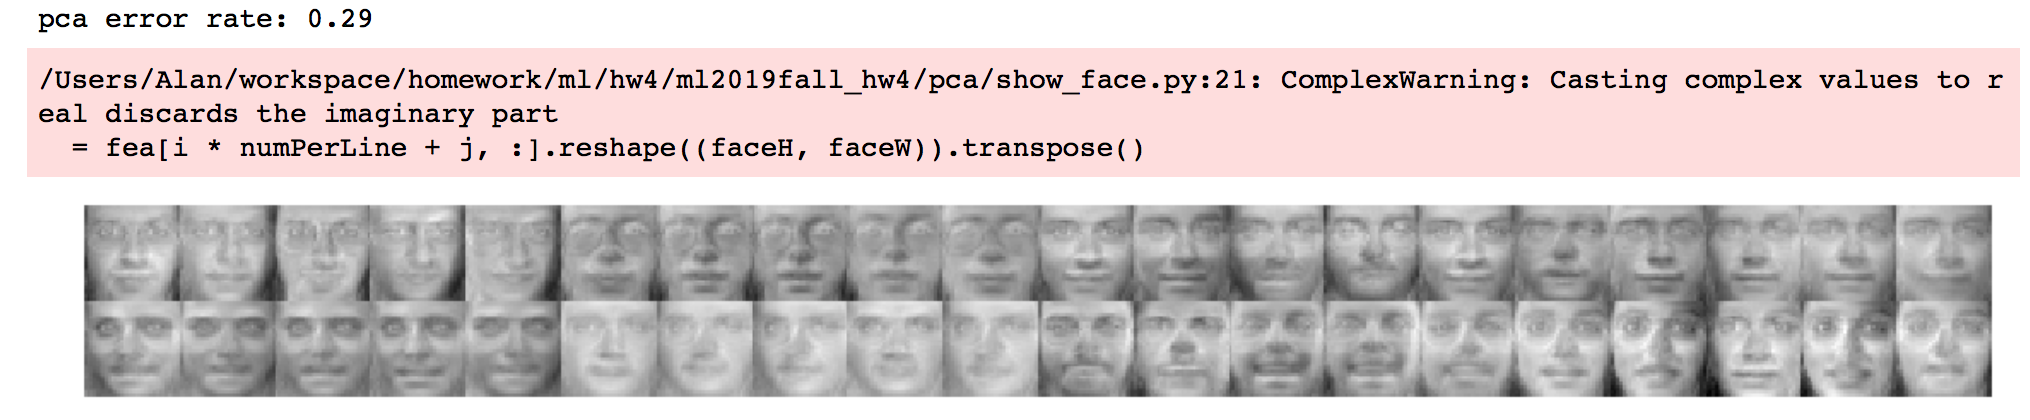 pca error rate: 0.29
/Users/Alan/workspace/homework/ml/hw4/ml2019fall_hw4/pca/show_face.py:21: ComplexWarning: Casting complex values to r
eal discards the imaginary part
  = fea[i * numPerLine + j, :].reshape((faceH, faceW)).transpose()